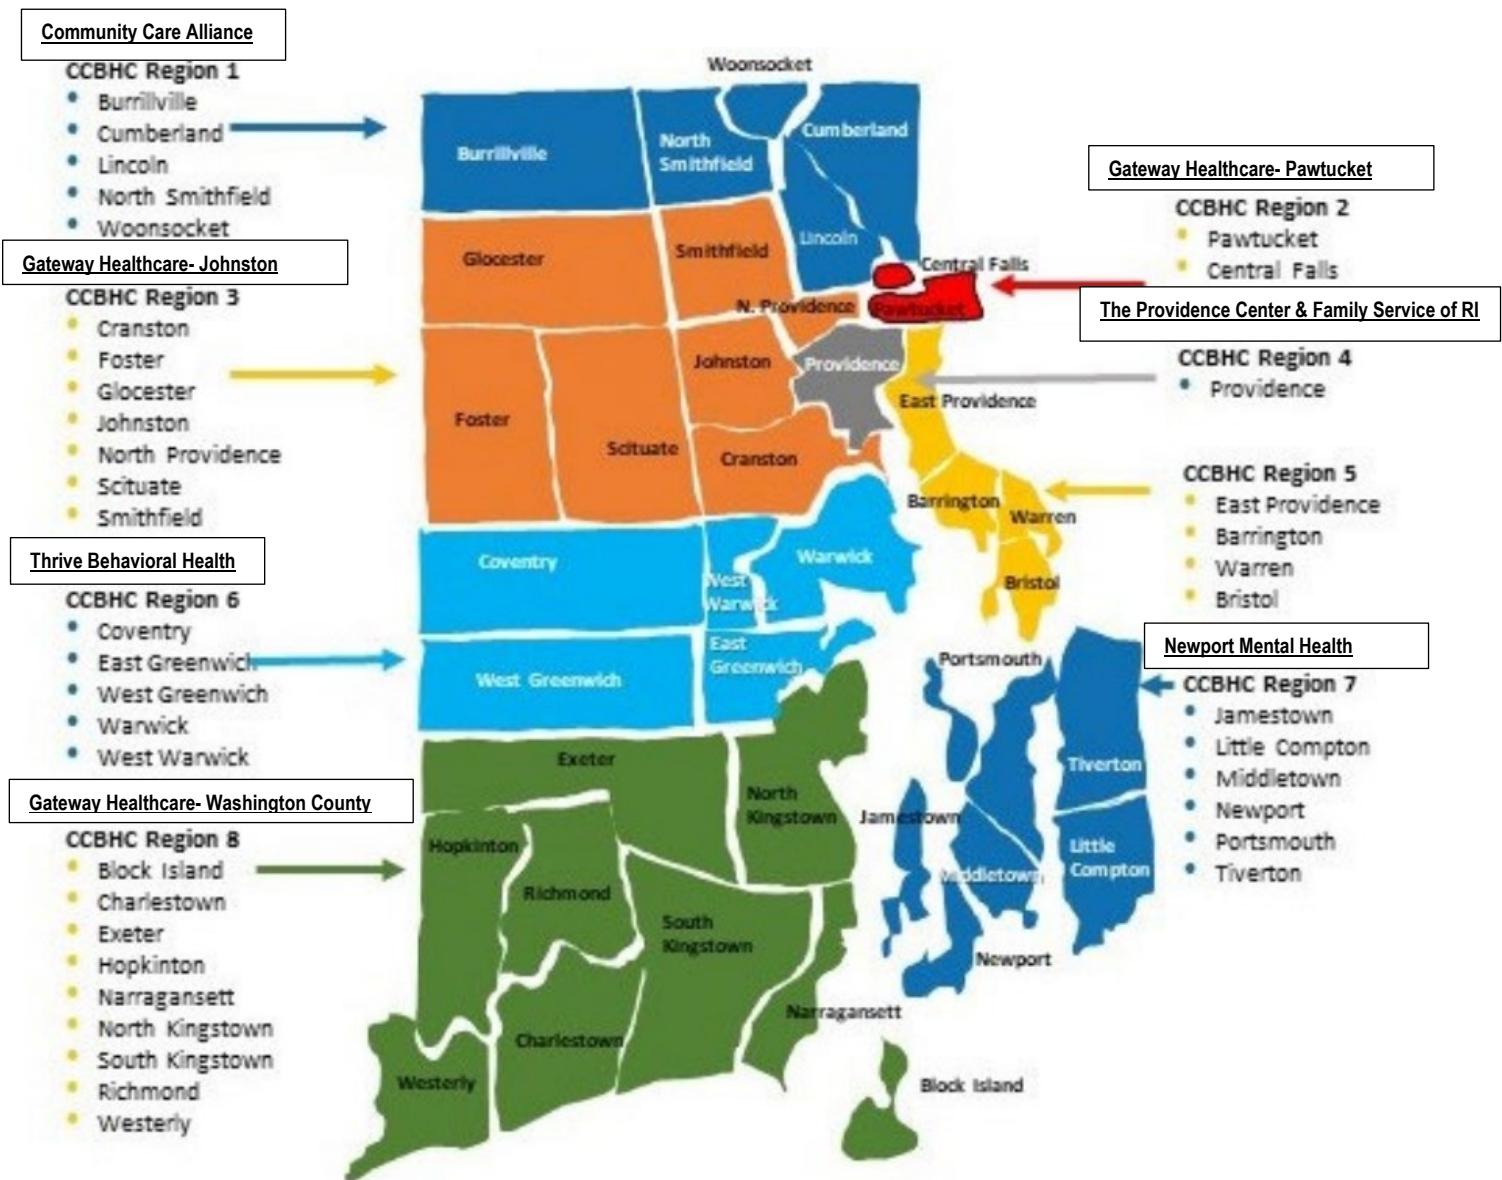 Community Care Alliance
CCBHC Region 1
Burrillville
Cumberland
Lincoln
North Smithfield
Woonsocket
Gateway Healthcare- Johnston
CCBHC Region 3
Cranston
Foster
Glocester
Johnston
North Providence
Scituate
Smithfield
Thrive Behavioral Health
CCBHC Region 6
Coventry
East Greenwich
West Greenwich
Warwick
West Warwick
Gateway Healthcare- Washington County
CCBHC Region 8
Block Island
Charlestown
Exeter
Hopkinton
Narragansett
North Kingstown
South Kingstown
Richmond
Westerly
Woonsocket
Burrillville
North
Smithfield
Cumberland
Lincoln
Glocester
Smithfield
Central Falls
N. Providence
Pawtucket
Johnston
Providence
East Providence
Foster
Scituate
Cranston
Barrington
Warren
Bristol
Coventry
West
Warwick
Warwick
West Greenwich
East
Greenwich
Portsmouth
Tiverton
Exeter
North
Kingstown
Jamestown
Hopkinton
Richmond
Middletown
Little
Compton
South
Kingstown
Newport
Narragansett
Charlestown
Westerly
Block Island
Gateway Healthcare- Pawtucket
CCBHC Region 2
Pawtucket
Central Falls
The Providence Center & Family Service of RI
CCBHC Region 4
Providence
CCBHC Region 5
East Providence
Barrington
Warren
Bristol
Newport Mental Health
CCBHC Region 7
Jamestown
Little Compton
Middletown
Newport
Portsmouth
Tiverton